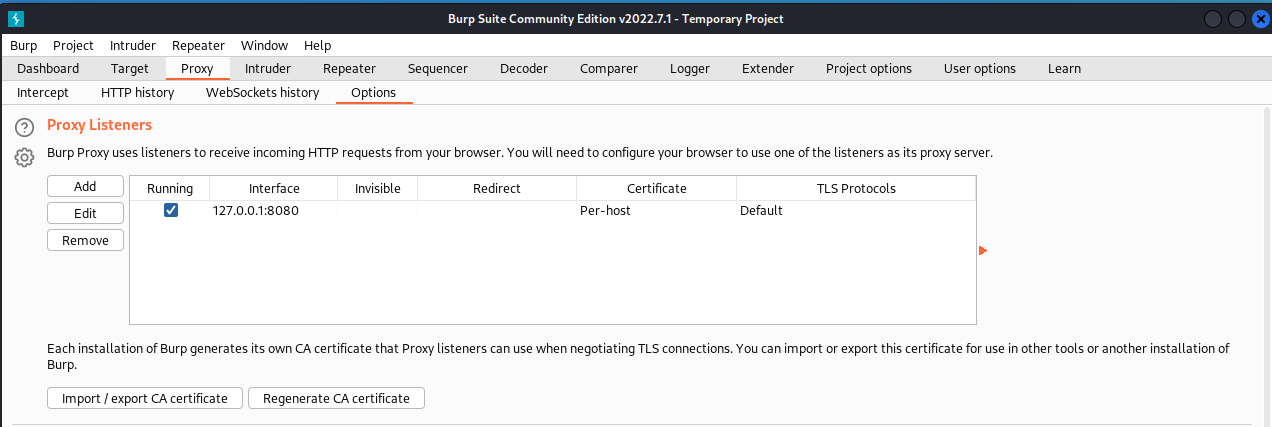 Burp Suite Community Edition v2022.7.1 - Temporary Project
Burp Project Intruder Repeater Window Help
Dashboard Target Proxy Intruder Repeater Sequencer Decoder Comparer Logger Extender Project options User options Learn
Intercept HTTP history WebSockets history Options
Proxy Listeners
Burp Proxy uses listeners to receive incoming HTTP requests from your browser. You will need to configure your browser to use one of the listeners as its proxy server.
Add
Running Interface Invisible Redirect Certificate TLS Protocols
Edit
127.0.0.1:8080 Per-host Default
Remove
Each installation of Burp generates its own CA certificate that Proxy listeners can use when negotiating TLS connections. You can import or export this certificate for use in other tools or another installation of
Burp.
Import / export CA certificate Regenerate CA certificate